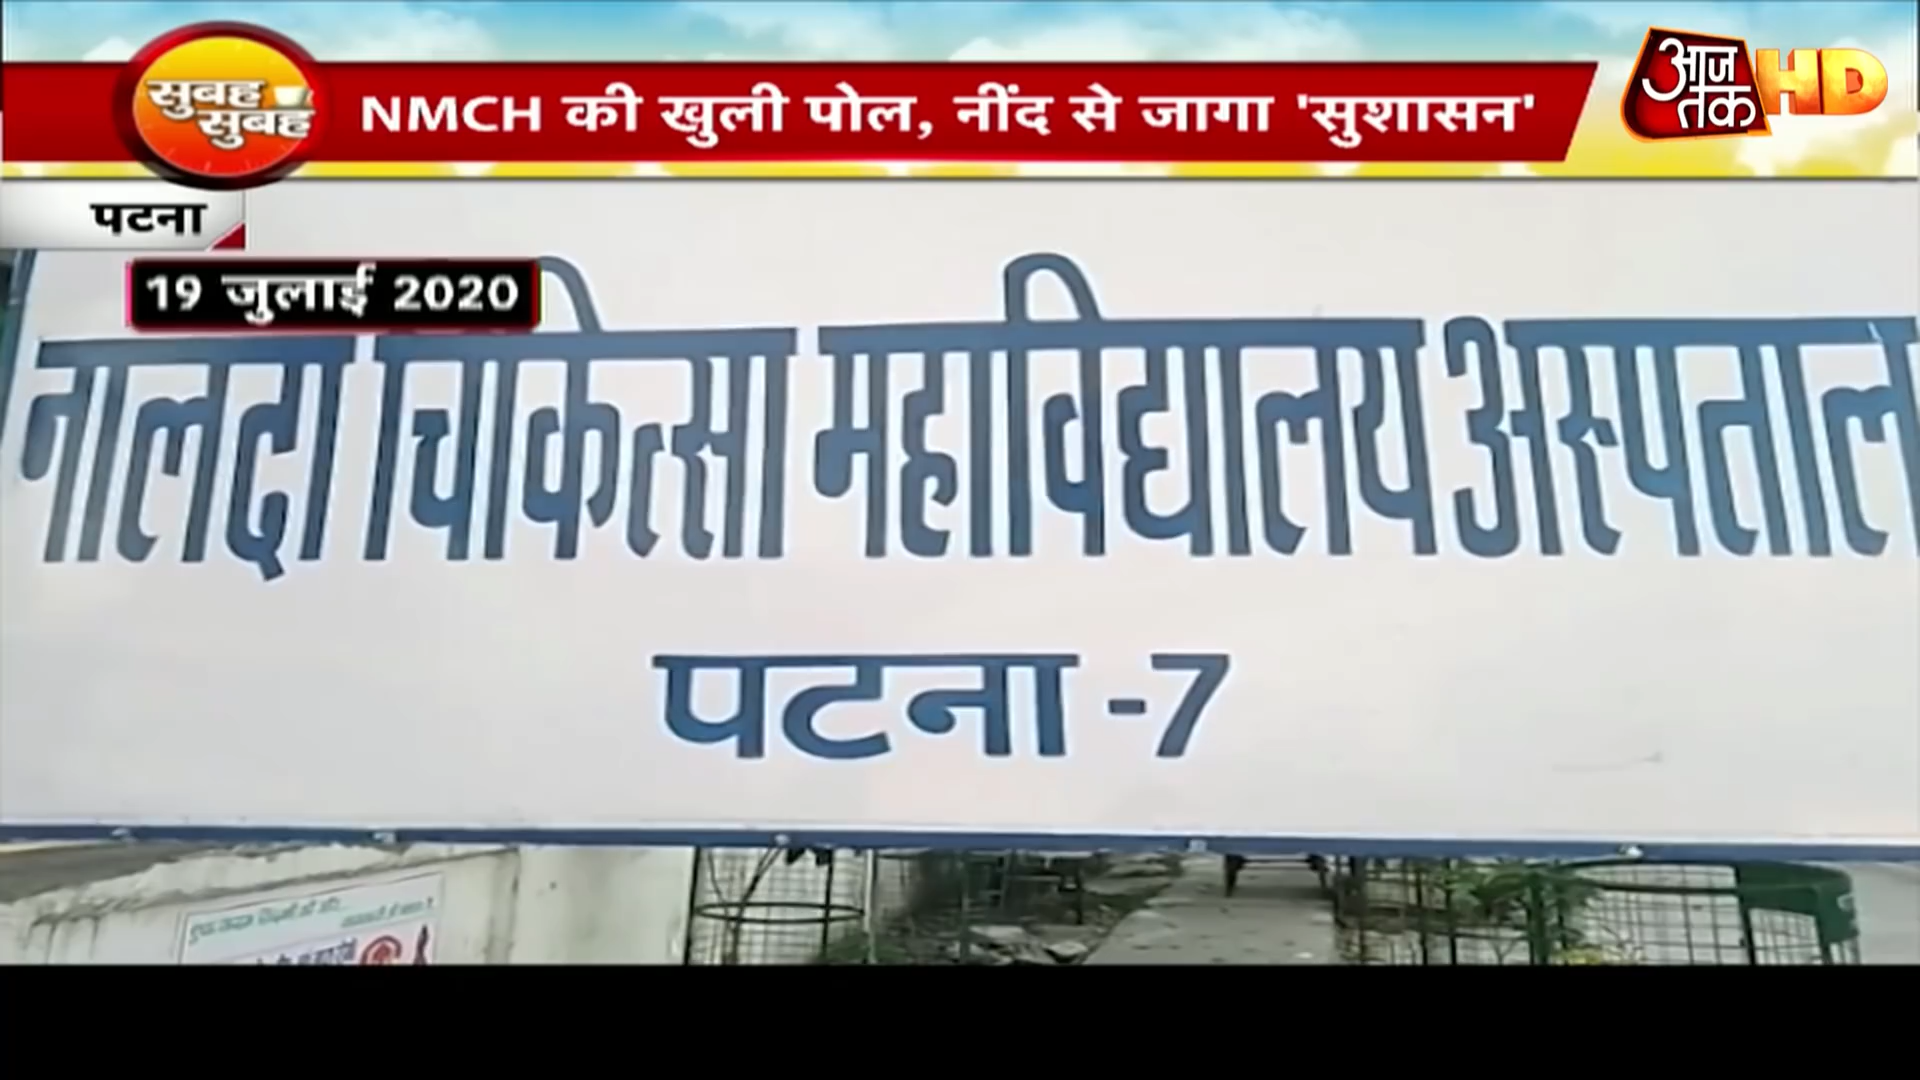 सुबह
सुबह
NMCH की खुली पोल, नींद से जागा 'सुशासन'
आज
तक HD
पटना
19 जुलाई 2020
नालंदा चिकित्सा महाविद्यालय अस्पताल
पटना -7